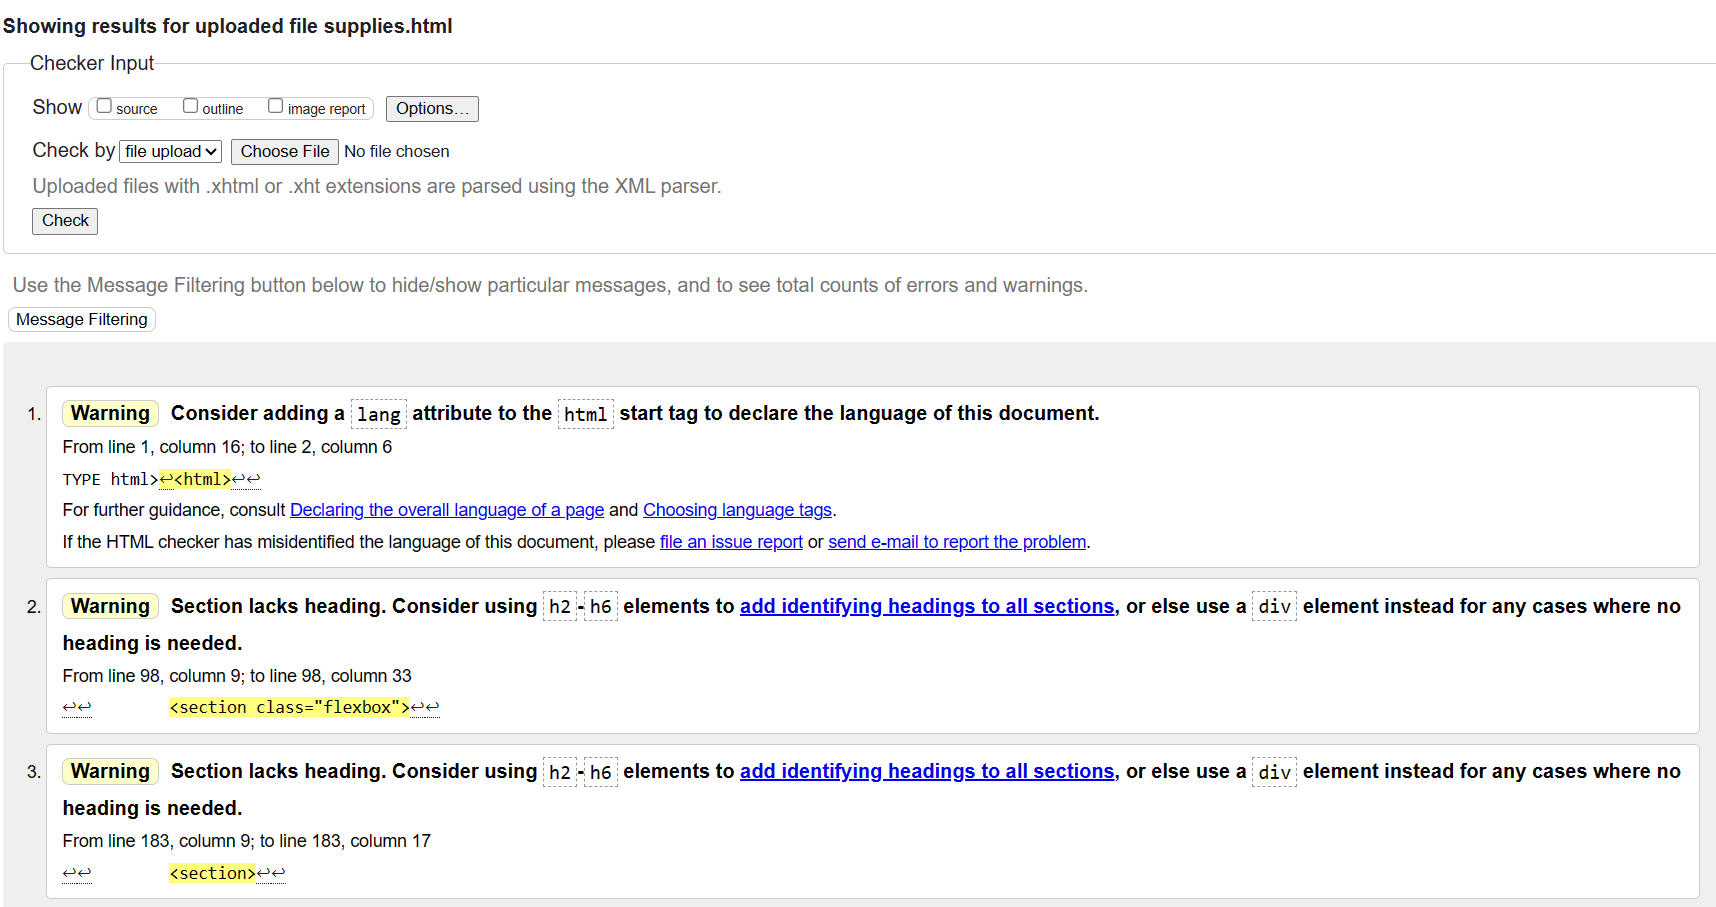 Showing results for uploaded file supplies.html
Checker Input
Show source outline image report Options...
Check by file upload Choose File No file chosen
Uploaded files with .xhtml or .xht extensions are parsed using the XML parser.
Check
Use the Message Filtering button below to hide/show particular messages, and to see total counts of errors and warnings.
Message Filtering
1. Warning Consider adding a lang attribute to the html start tag to declare the language of this document.
From line 1, column 16; to line 2, column 6
TYPE html>↩<html>↩↩
For further guidance, consult Declaring the overall language of a page and Choosing language tags.
If the HTML checker has misidentified the language of this document, please file an issue report or send e-mail to report the problem.
2. Warning Section lacks heading. Consider using h2-h6 elements to add identifying headings to all sections, or else use a div element instead for any cases where no
heading is needed.
From line 98, column 9; to line 98, column 33
↩↩ <section class="flexbox">↩↩
3. Warning Section lacks heading. Consider using h2-h6 elements to add identifying headings to all sections, or else use a div element instead for any cases where no
heading is needed.
From line 183, column 9; to line 183, column 17
↩↩ <section>↩↩